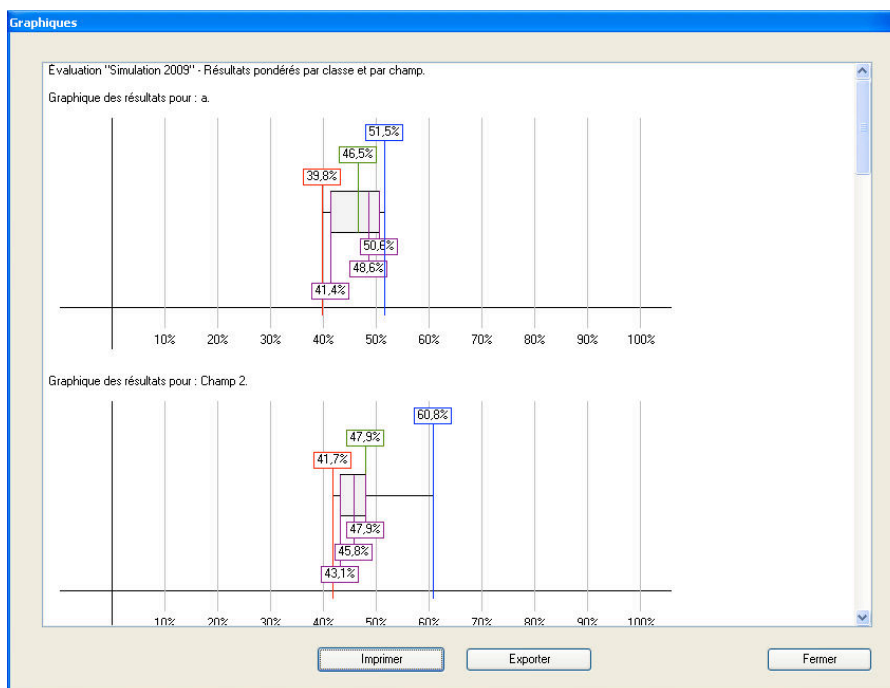 Graphiques
Évaluation "Simulation 2009" - Résultats pondérés par classe et par champ.
Graphique des résultats pour : a.
51,5%
46,5%
39,8%
50,6%
48,6%
41,4%
10% 20% 30% 40% 50% 60% 70% 80% 90% 100%
Graphique des résultats pour : Champ 2.
60,8%
47,9%
41,7%
47,9%
45,8%
43,1%
10% 20% 30% 40% 50% 60% 70% 80% 90% 100%
Imprimer Exporter Fermer